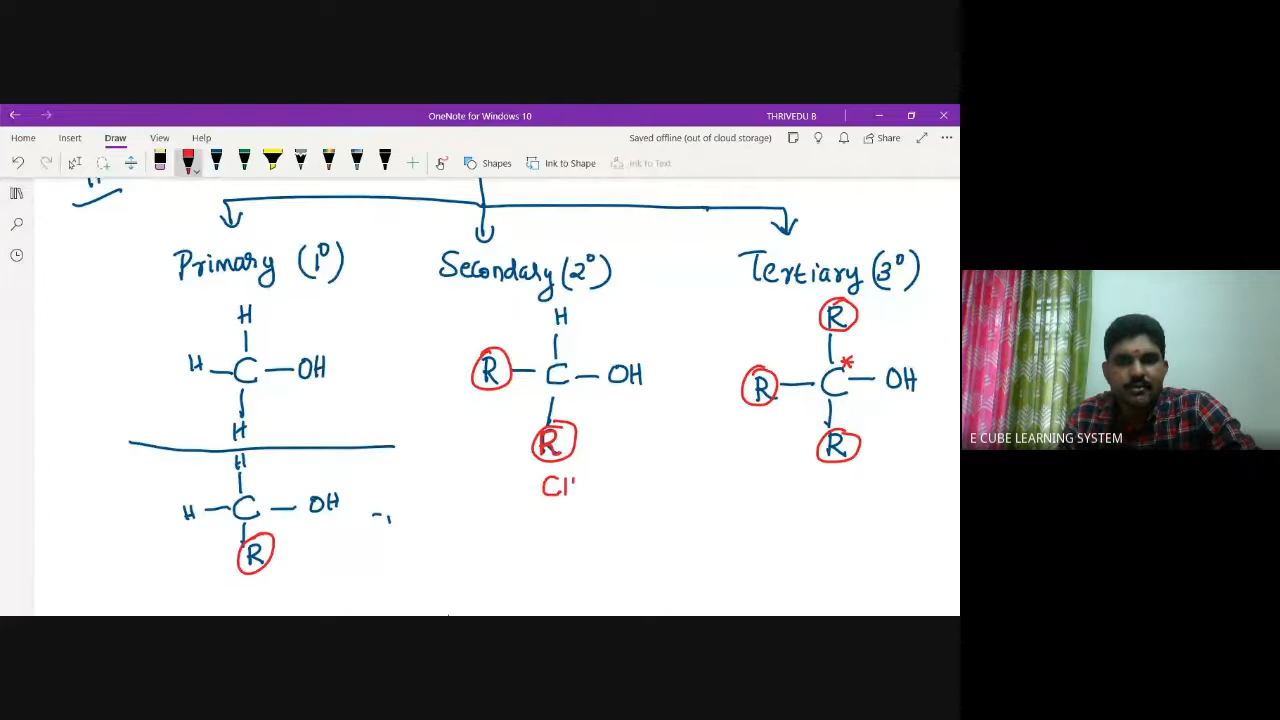 OneNote for Windows 10
THRIVEDU B
Home Insert Draw View Help
Saved offline (out of cloud storage)
Share
Shapes
Ink to Shape
Ink to Text
Primary (1°)
Secondary (2°)
Tertiary (3°)
H
H
R
H C OH
R C OH
R C* OH
H
R
R
H
Cl'
H C OH
R
E CUBE LEARNING SYSTEM